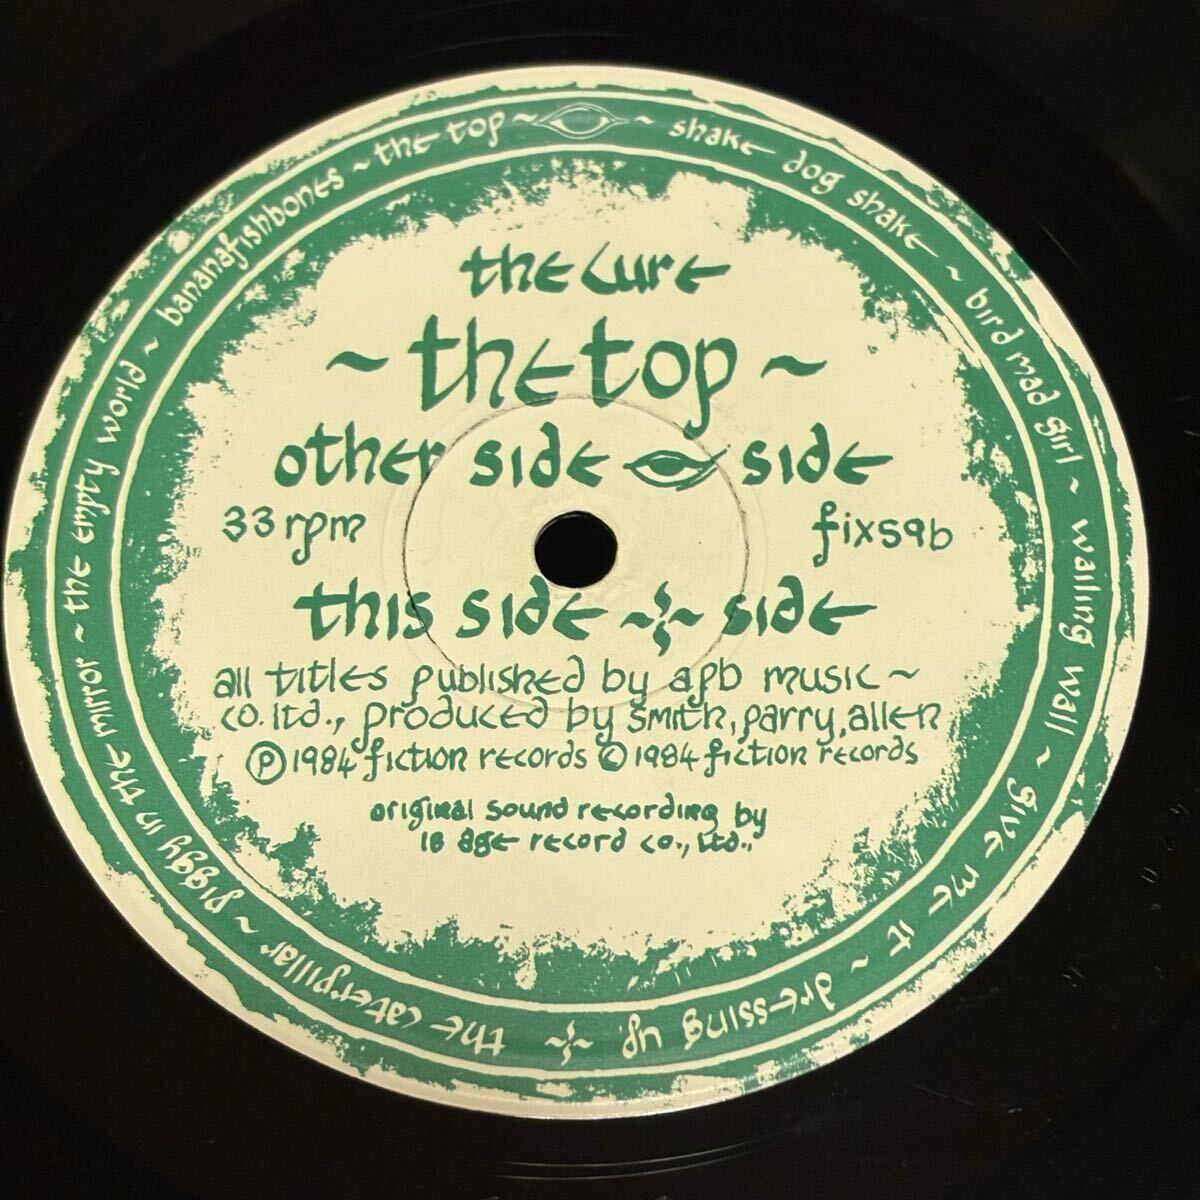 the cure
~ the top ~
other side side
33 rpm fixs9b
this side ~ ~ side
all titles published by apb music ~
co. ltd., produced by smith, parry, allen
℗ 1984 fiction records © 1984 fiction records
original sound recording by
18 age record co., ltd.,
~ shake dog shake ~ bird mad girl ~ wailing wall ~ give me it ~ dressing up
~ ~ the caterpillar ~ piggy in the mirror ~ the empty world ~ bananafishbones ~ the top ~